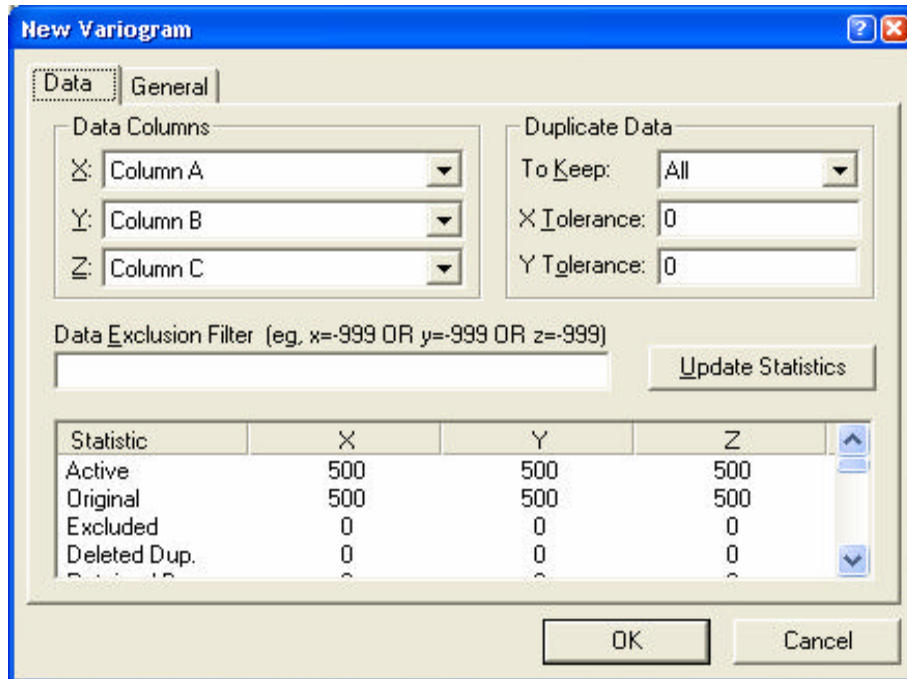 New Variogram
Data General
Data Columns
X: Column A
Y: Column B
Z: Column C
Duplicate Data
To Keep: All
X Tolerance: 0
Y Tolerance: 0
Data Exclusion Filter (eg, x=-999 OR y=-999 OR z=-999)
Update Statistics
Statistic X Y Z
Active 500 500 500
Original 500 500 500
Excluded 0 0 0
Deleted Dup. 0 0 0
OK Cancel